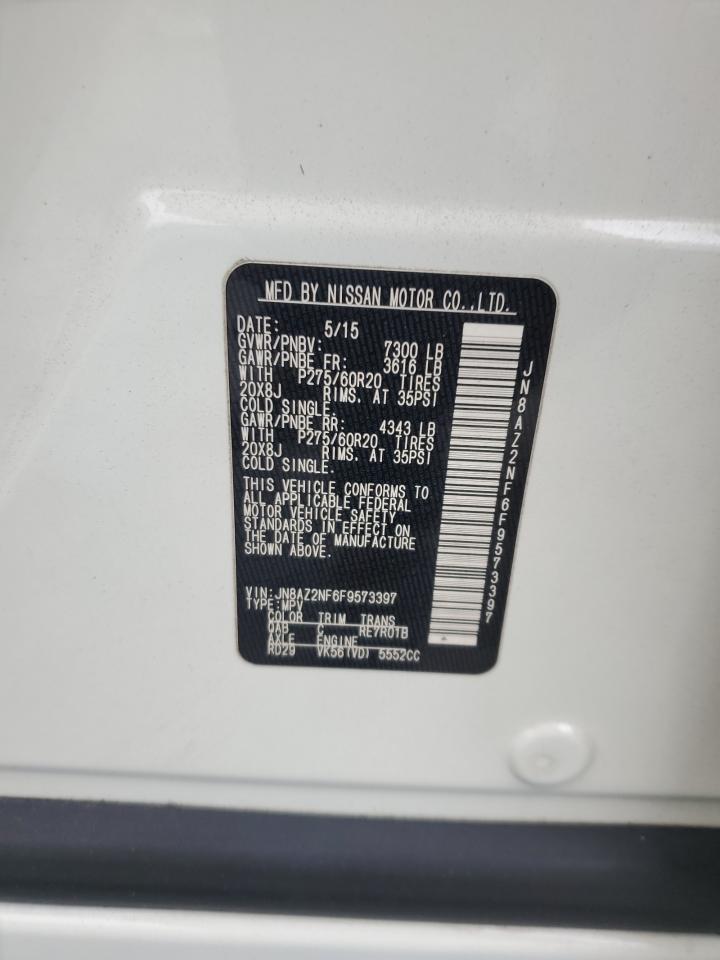 MFD BY NISSAN MOTOR CO.,LTD.
DATE: 5/15
GVWR/PNBV: 7300 LB
GAWR/PNBE FR: 3616 LB
WITH P275/60R20 TIRES
20X8J RIMS. AT 35PSI
COLD SINGLE.
GAWR/PNBE RR: 4343 LB
WITH P275/60R20 TIRES
20X8J RIMS. AT 35PSI
COLD SINGLE.
THIS VEHICLE CONFORMS TO
ALL APPLICABLE FEDERAL
MOTOR VEHICLE SAFETY
STANDARDS IN EFFECT ON
THE DATE OF MANUFACTURE
SHOWN ABOVE.
VIN:JN8AZ2NF6F9573397
TYPE:MPV
COLOR TRIM TRANS
QAB C RE7R01B
AXLE ENGINE
RD29 VK56(VD) 5552CC
JN8AZ2NF6F9573397